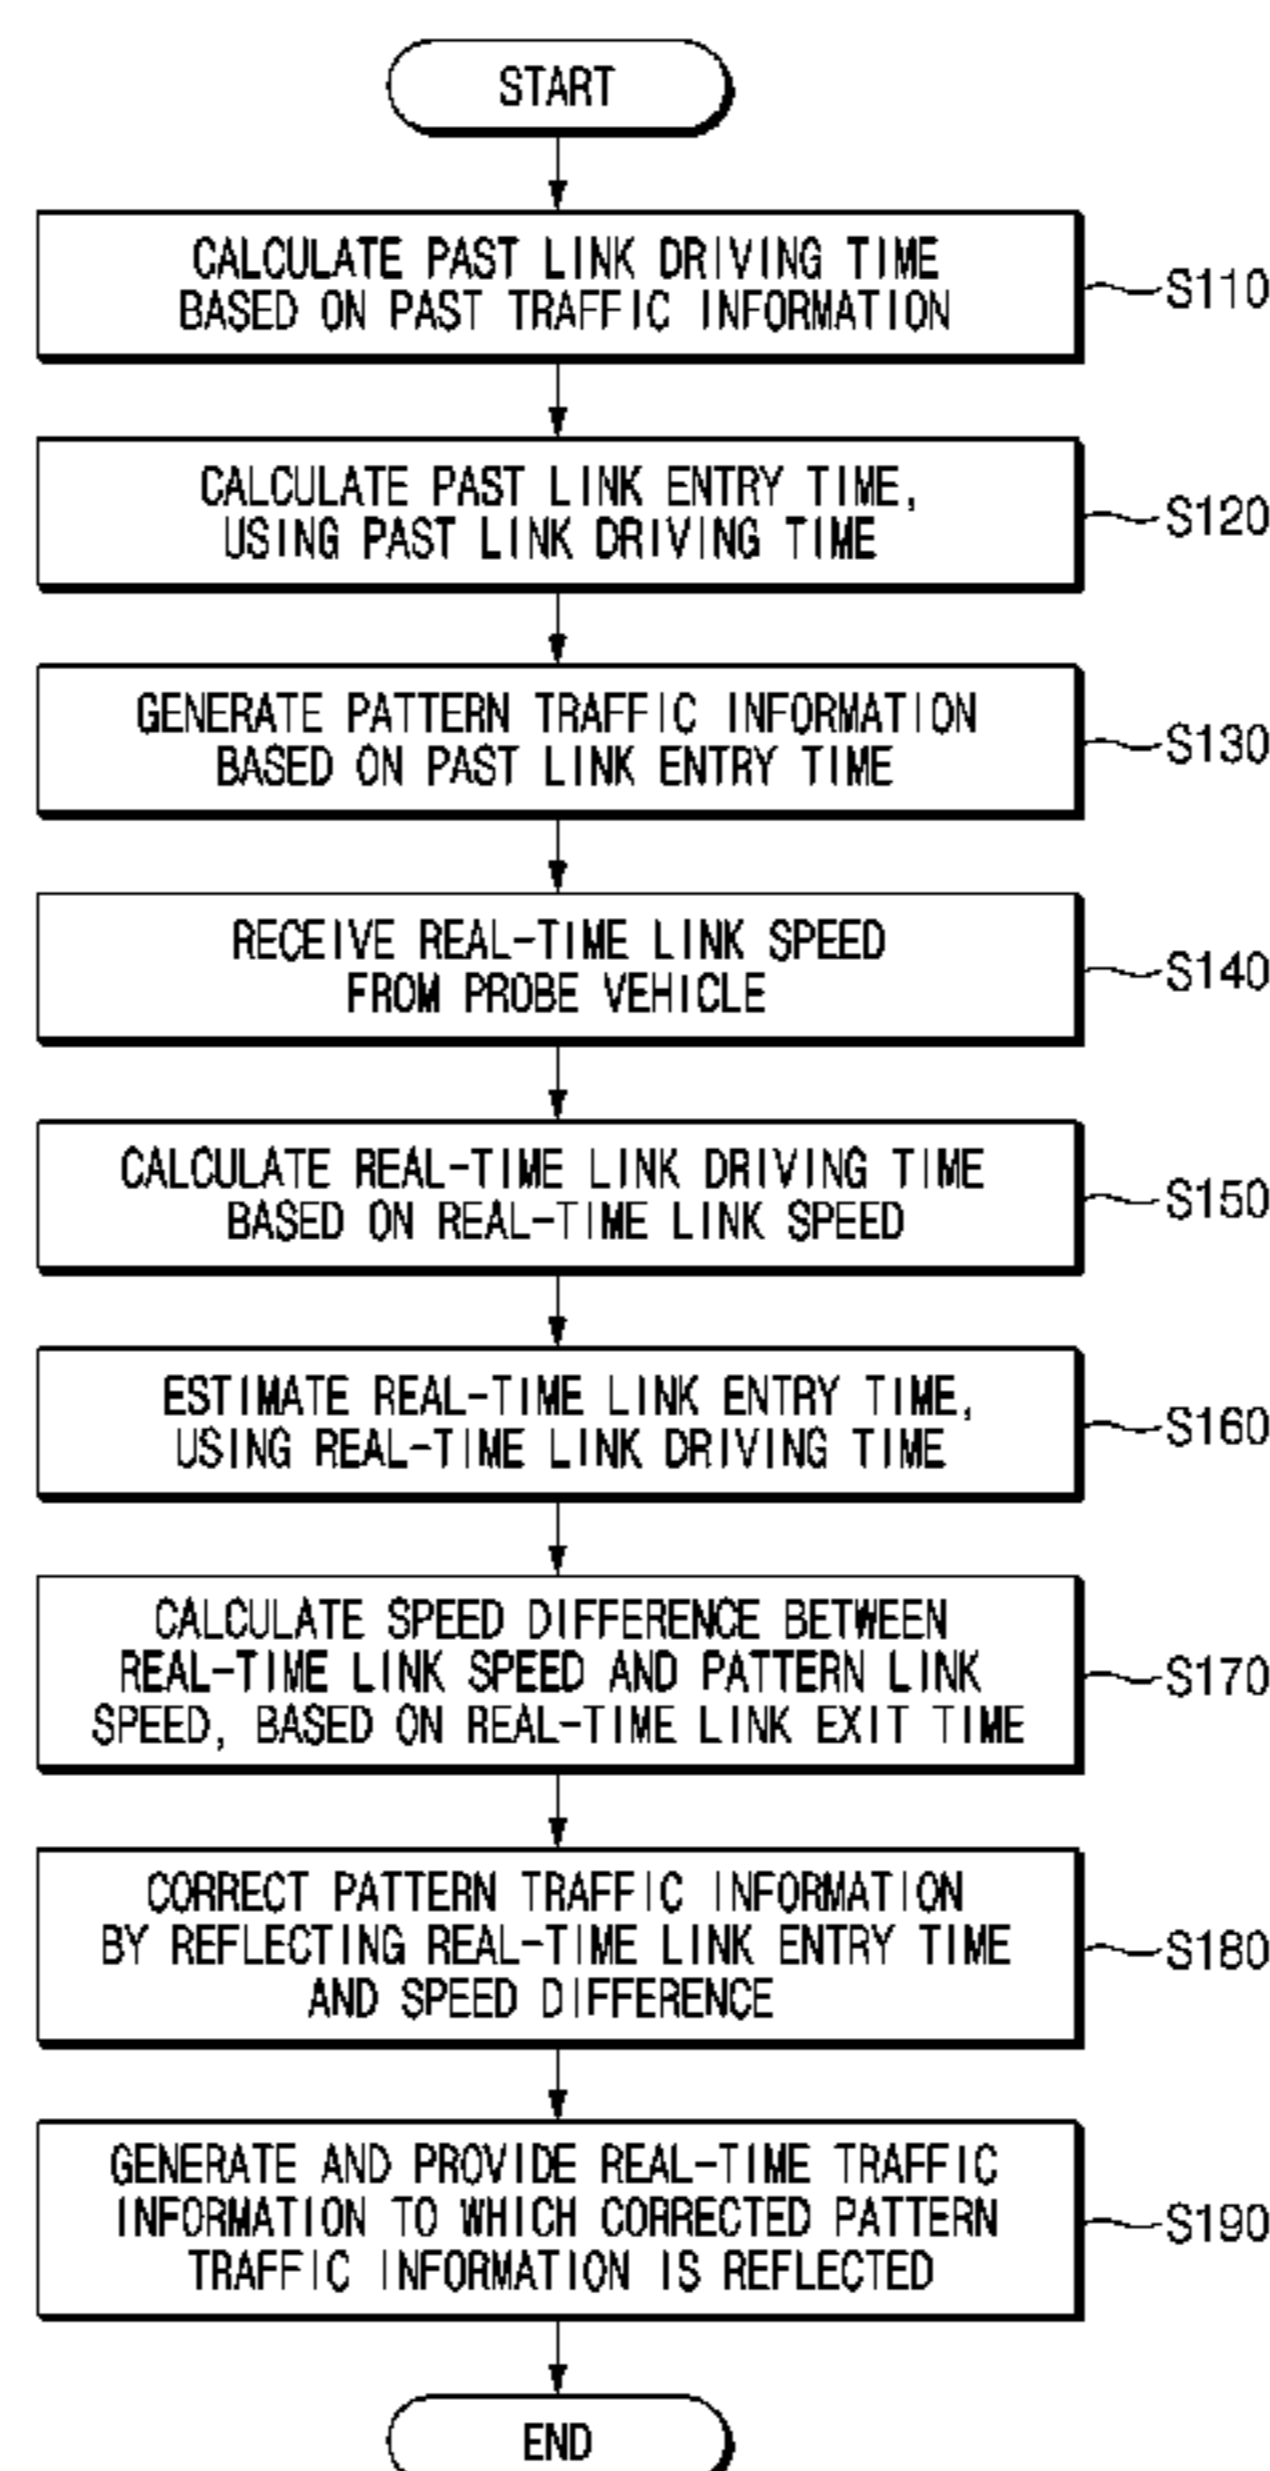 START
CALCULATE PAST LINK DRIVING TIME
BASED ON PAST TRAFFIC INFORMATION
S110
CALCULATE PAST LINK ENTRY TIME,
USING PAST LINK DRIVING TIME
S120
GENERATE PATTERN TRAFFIC INFORMATION
BASED ON PAST LINK ENTRY TIME
S130
RECEIVE REAL-TIME LINK SPEED
FROM PROBE VEHICLE
S140
CALCULATE REAL-TIME LINK DRIVING TIME
BASED ON REAL-TIME LINK SPEED
S150
ESTIMATE REAL-TIME LINK ENTRY TIME,
USING REAL-TIME LINK DRIVING TIME
S160
CALCULATE SPEED DIFFERENCE BETWEEN
REAL-TIME LINK SPEED AND PATTERN LINK
SPEED, BASED ON REAL-TIME LINK EXIT TIME
S170
CORRECT PATTERN TRAFFIC INFORMATION
BY REFLECTING REAL-TIME LINK ENTRY TIME
AND SPEED DIFFERENCE
S180
GENERATE AND PROVIDE REAL-TIME TRAFFIC
INFORMATION TO WHICH CORRECTED PATTERN
TRAFFIC INFORMATION IS REFLECTED
S190
END